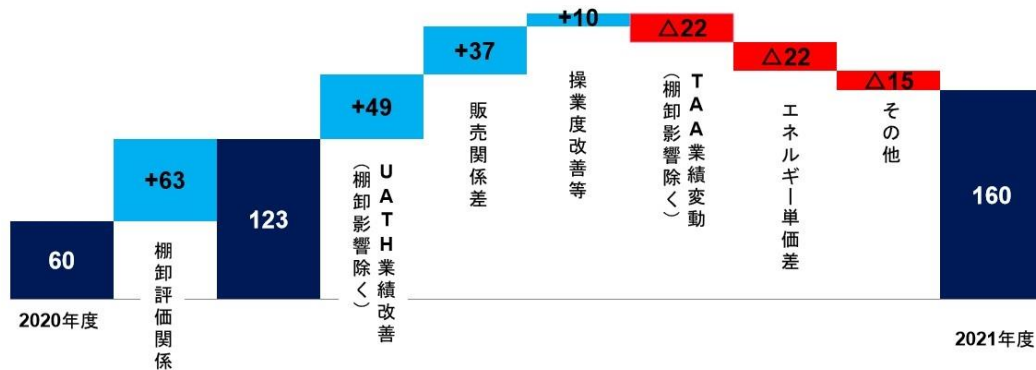 60
2020年度
+63
棚卸評価関係
123
+49
UATH業績改善
(棚卸影響除く)
+37
販売関係差
+10
操業度改善等
△22
TAA業績変動
(棚卸影響除く)
△22
エネルギー単価差
△15
その他
160
2021年度